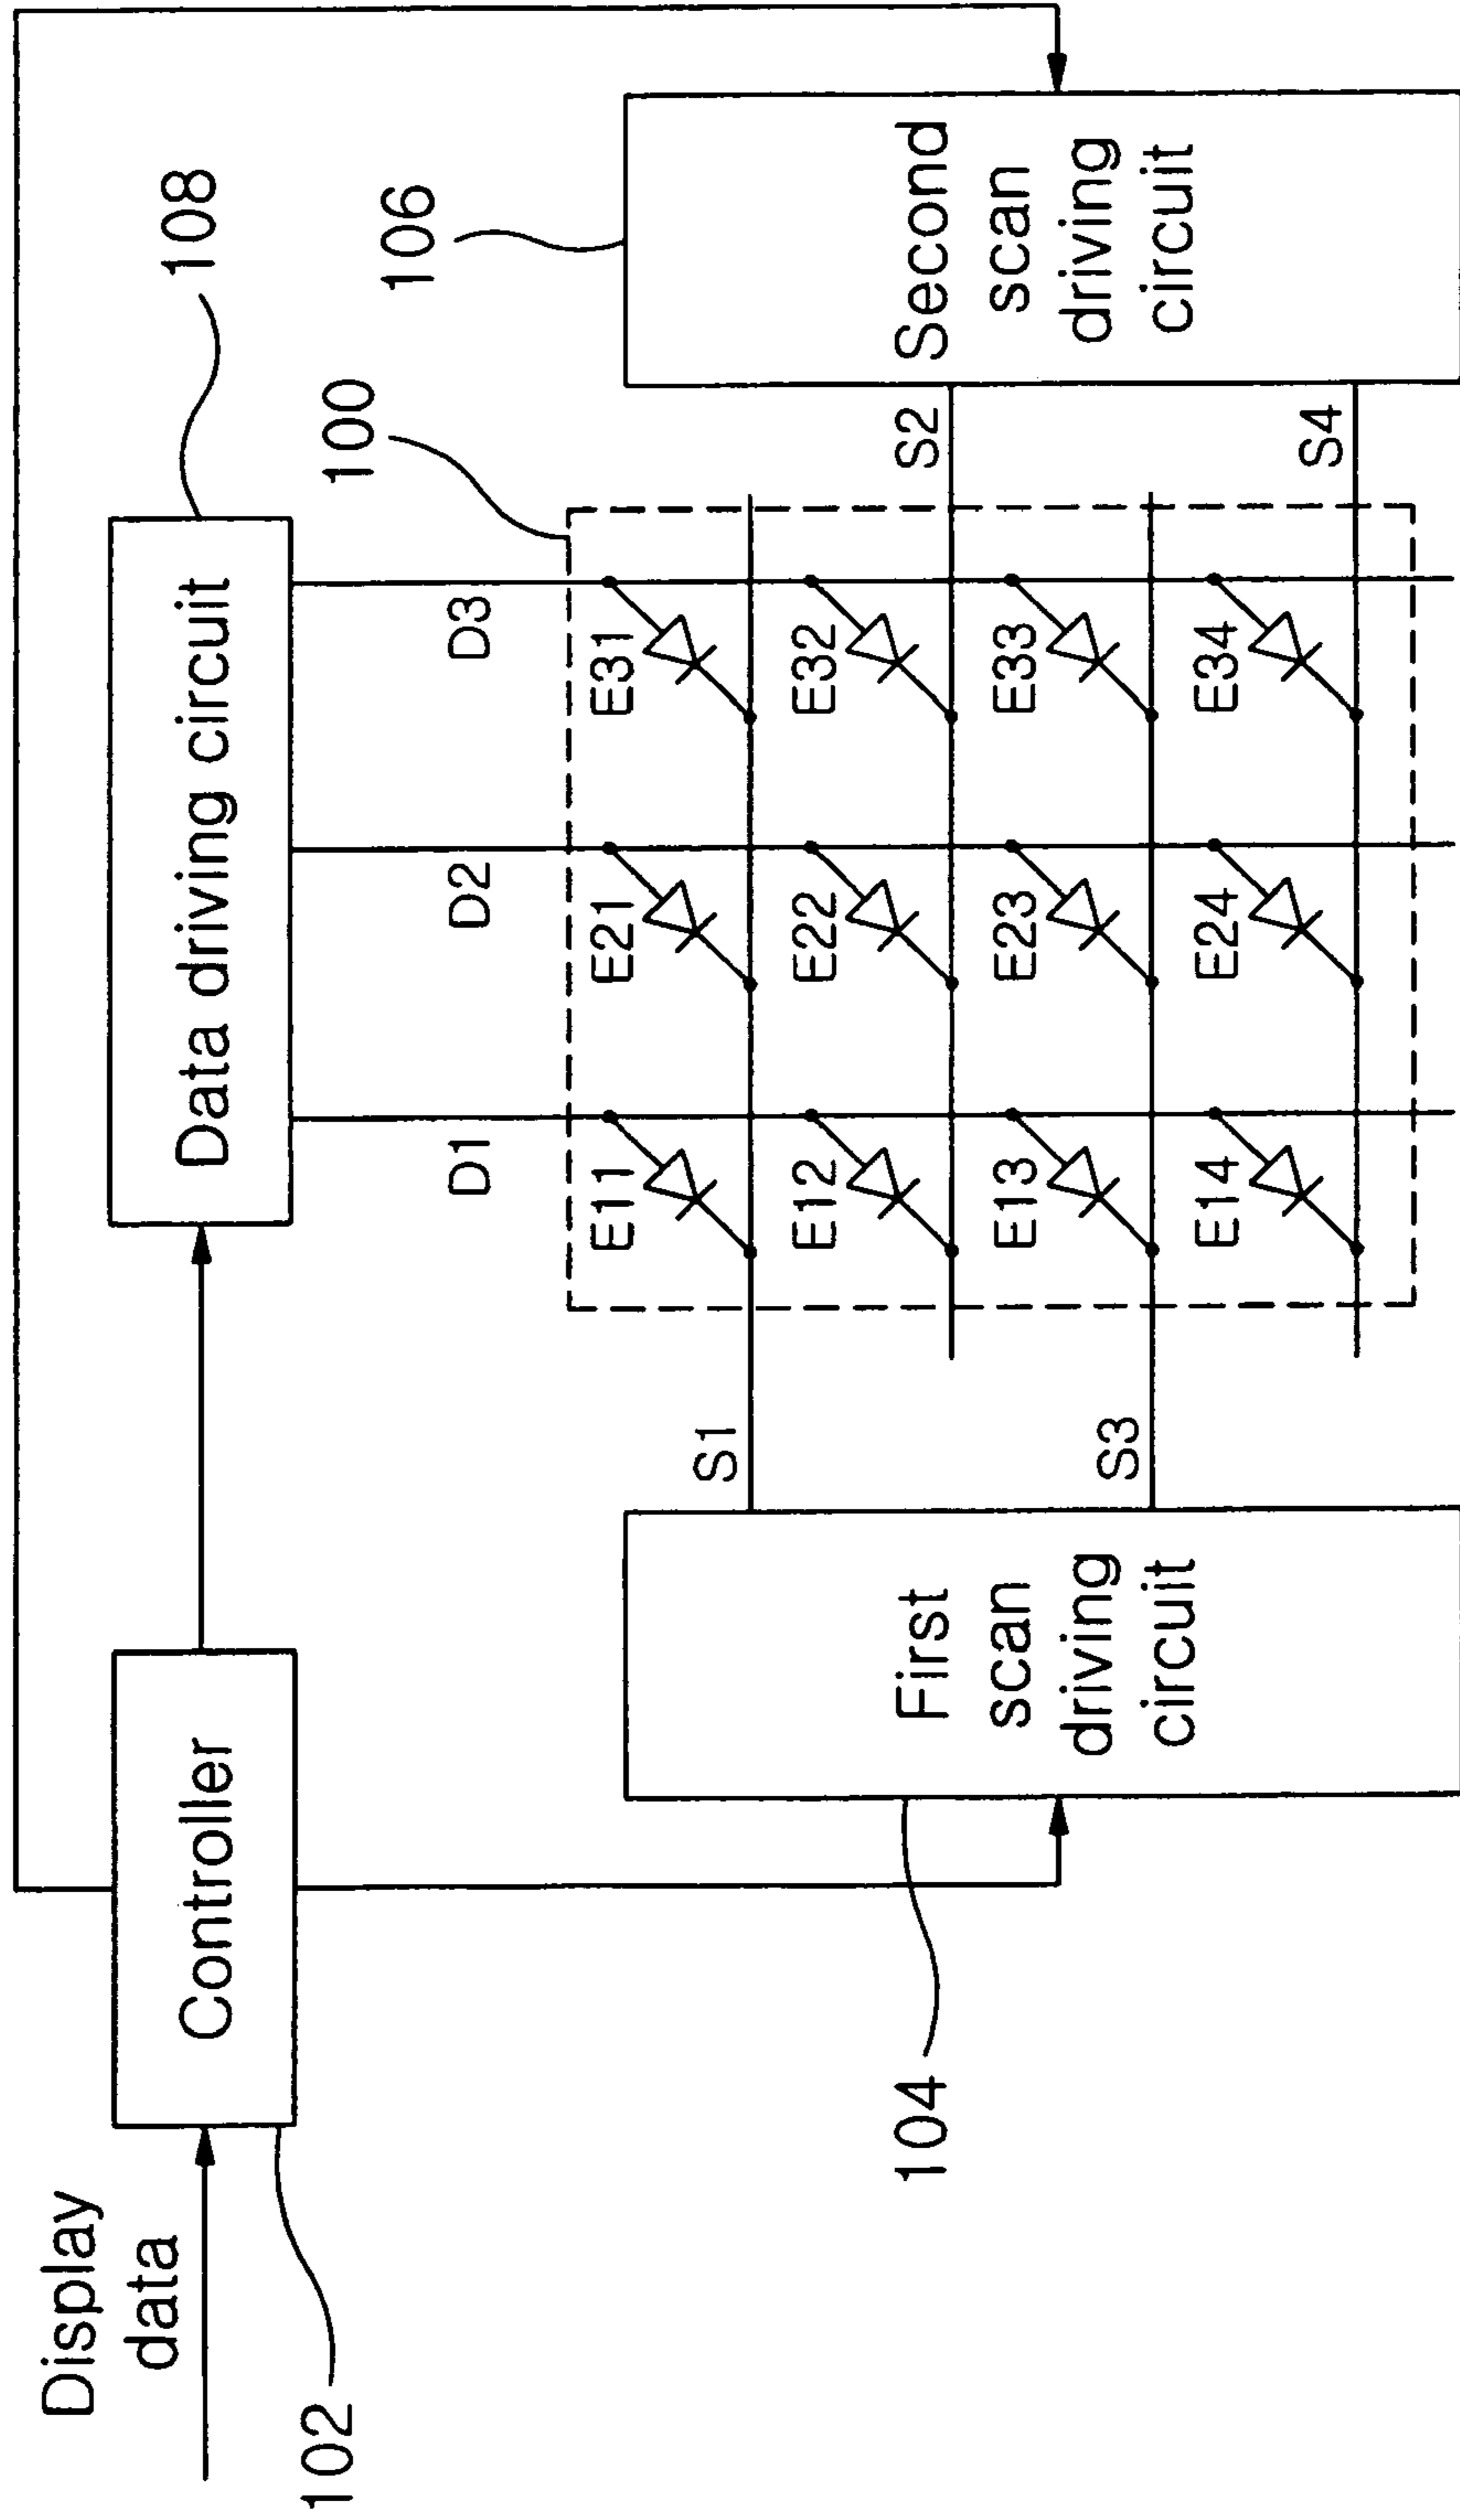 Display
data
102
Controller
Data driving circuit
108
106
100
D1
D2
D3
S1
S3
S2
S4
E11
E21
E31
E12
E22
E32
E13
E23
E33
E14
E24
E34
First
scan
driving
circuit
104
Second
scan
driving
circuit